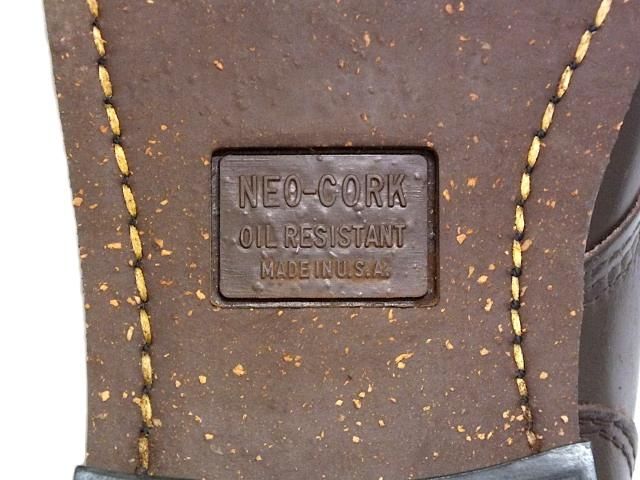 NEO-CORK
OIL RESISTANT
MADE IN U.S.A.